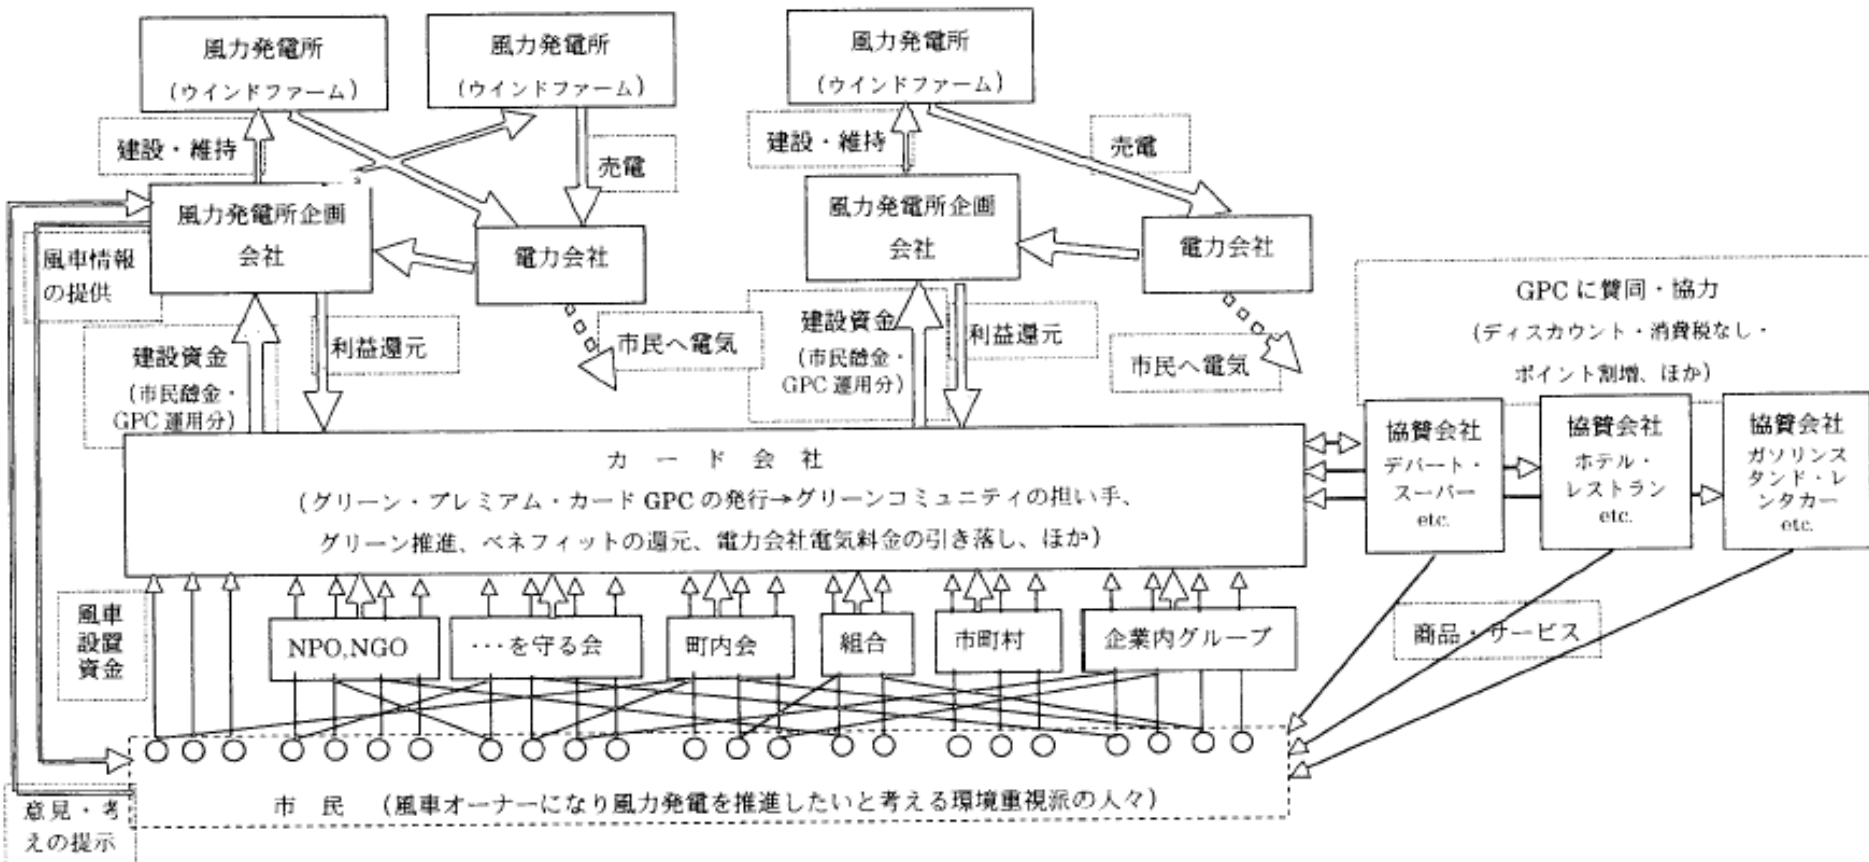 風力発電所
(ウインドファーム)
風力発電所
(ウインドファーム)
風力発電所
(ウインドファーム)
建設・維持
売電
建設・維持
売電
風力発電所企画
会社
電力会社
風力発電所企画
会社
電力会社
風車情報
の提供
建設資金
(市民醵金・
GPC 運用分)
利益還元
市民へ電気
建設資金
(市民醵金・
GPC 運用分)
利益還元
市民へ電気
GPC に賛同・協力
(ディスカウント・消費税なし・
ポイント割増、ほか)
カード会社
(グリーン・プレミアム・カード GPC の発行→グリーンコミュニティの担い手、
グリーン推進、ベネフィットの還元、電力会社電気料金の引き落し、ほか)
協賛会社
デパート・
スーパー
etc.
協賛会社
ホテル・
レストラン
etc.
協賛会社
ガソリンス
タンド・レ
ンタカー
etc.
風車
設置
資金
NPO,NGO
…を守る会
町内会
組合
市町村
企業内グループ
商品・サービス
市 民 (風車オーナーになり風力発電を推進したいと考える環境重視派の人々)
意見・考
えの提示